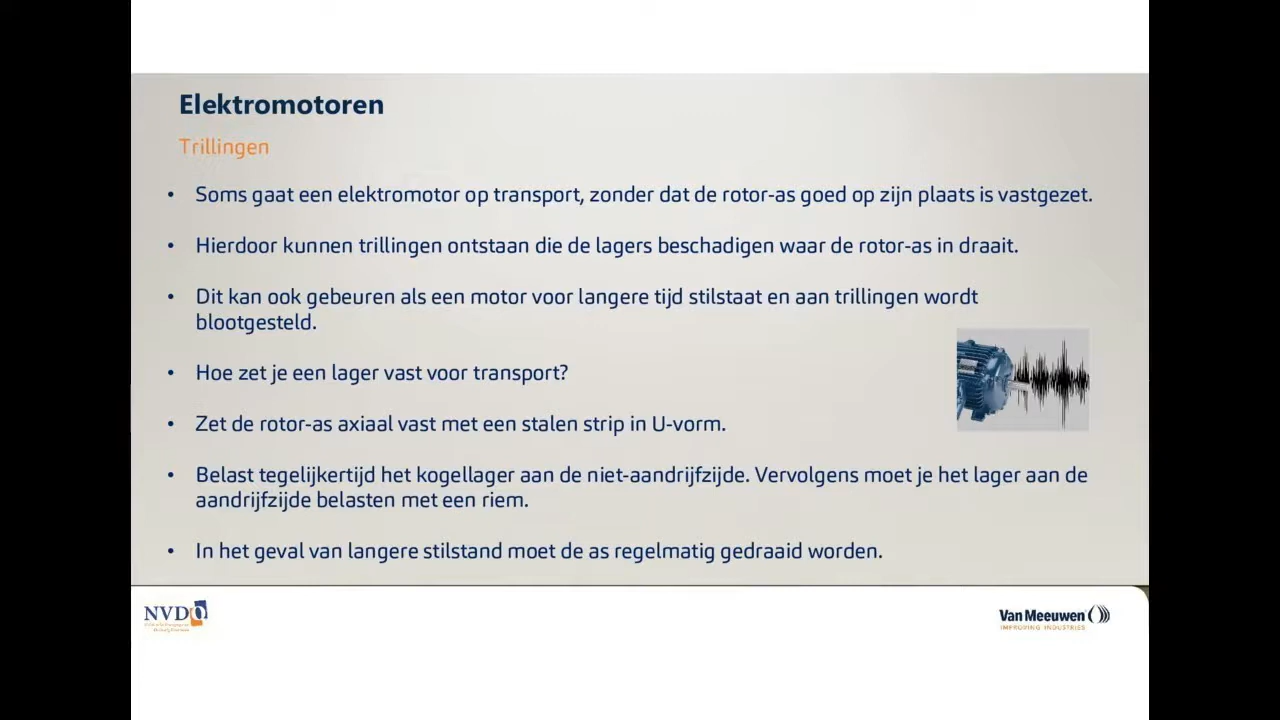 Elektromotoren
Trillingen
• Soms gaat een elektromotor op transport, zonder dat de rotor-as goed op zijn plaats is vastgezet.
• Hierdoor kunnen trillingen ontstaan die de lagers beschadigen waar de rotor-as in draait.
• Dit kan ook gebeuren als een motor voor langere tijd stilstaat en aan trillingen wordt
blootgesteld.
• Hoe zet je een lager vast voor transport?
• Zet de rotor-as axiaal vast met een stalen strip in U-vorm.
• Belast tegelijkertijd het kogellager aan de niet-aandrijfzijde. Vervolgens moet je het lager aan de
aandrijfzijde belasten met een riem.
• In het geval van langere stilstand moet de as regelmatig gedraaid worden.
NVDO
Van Meeuwen
IMPROVING INDUSTRIES